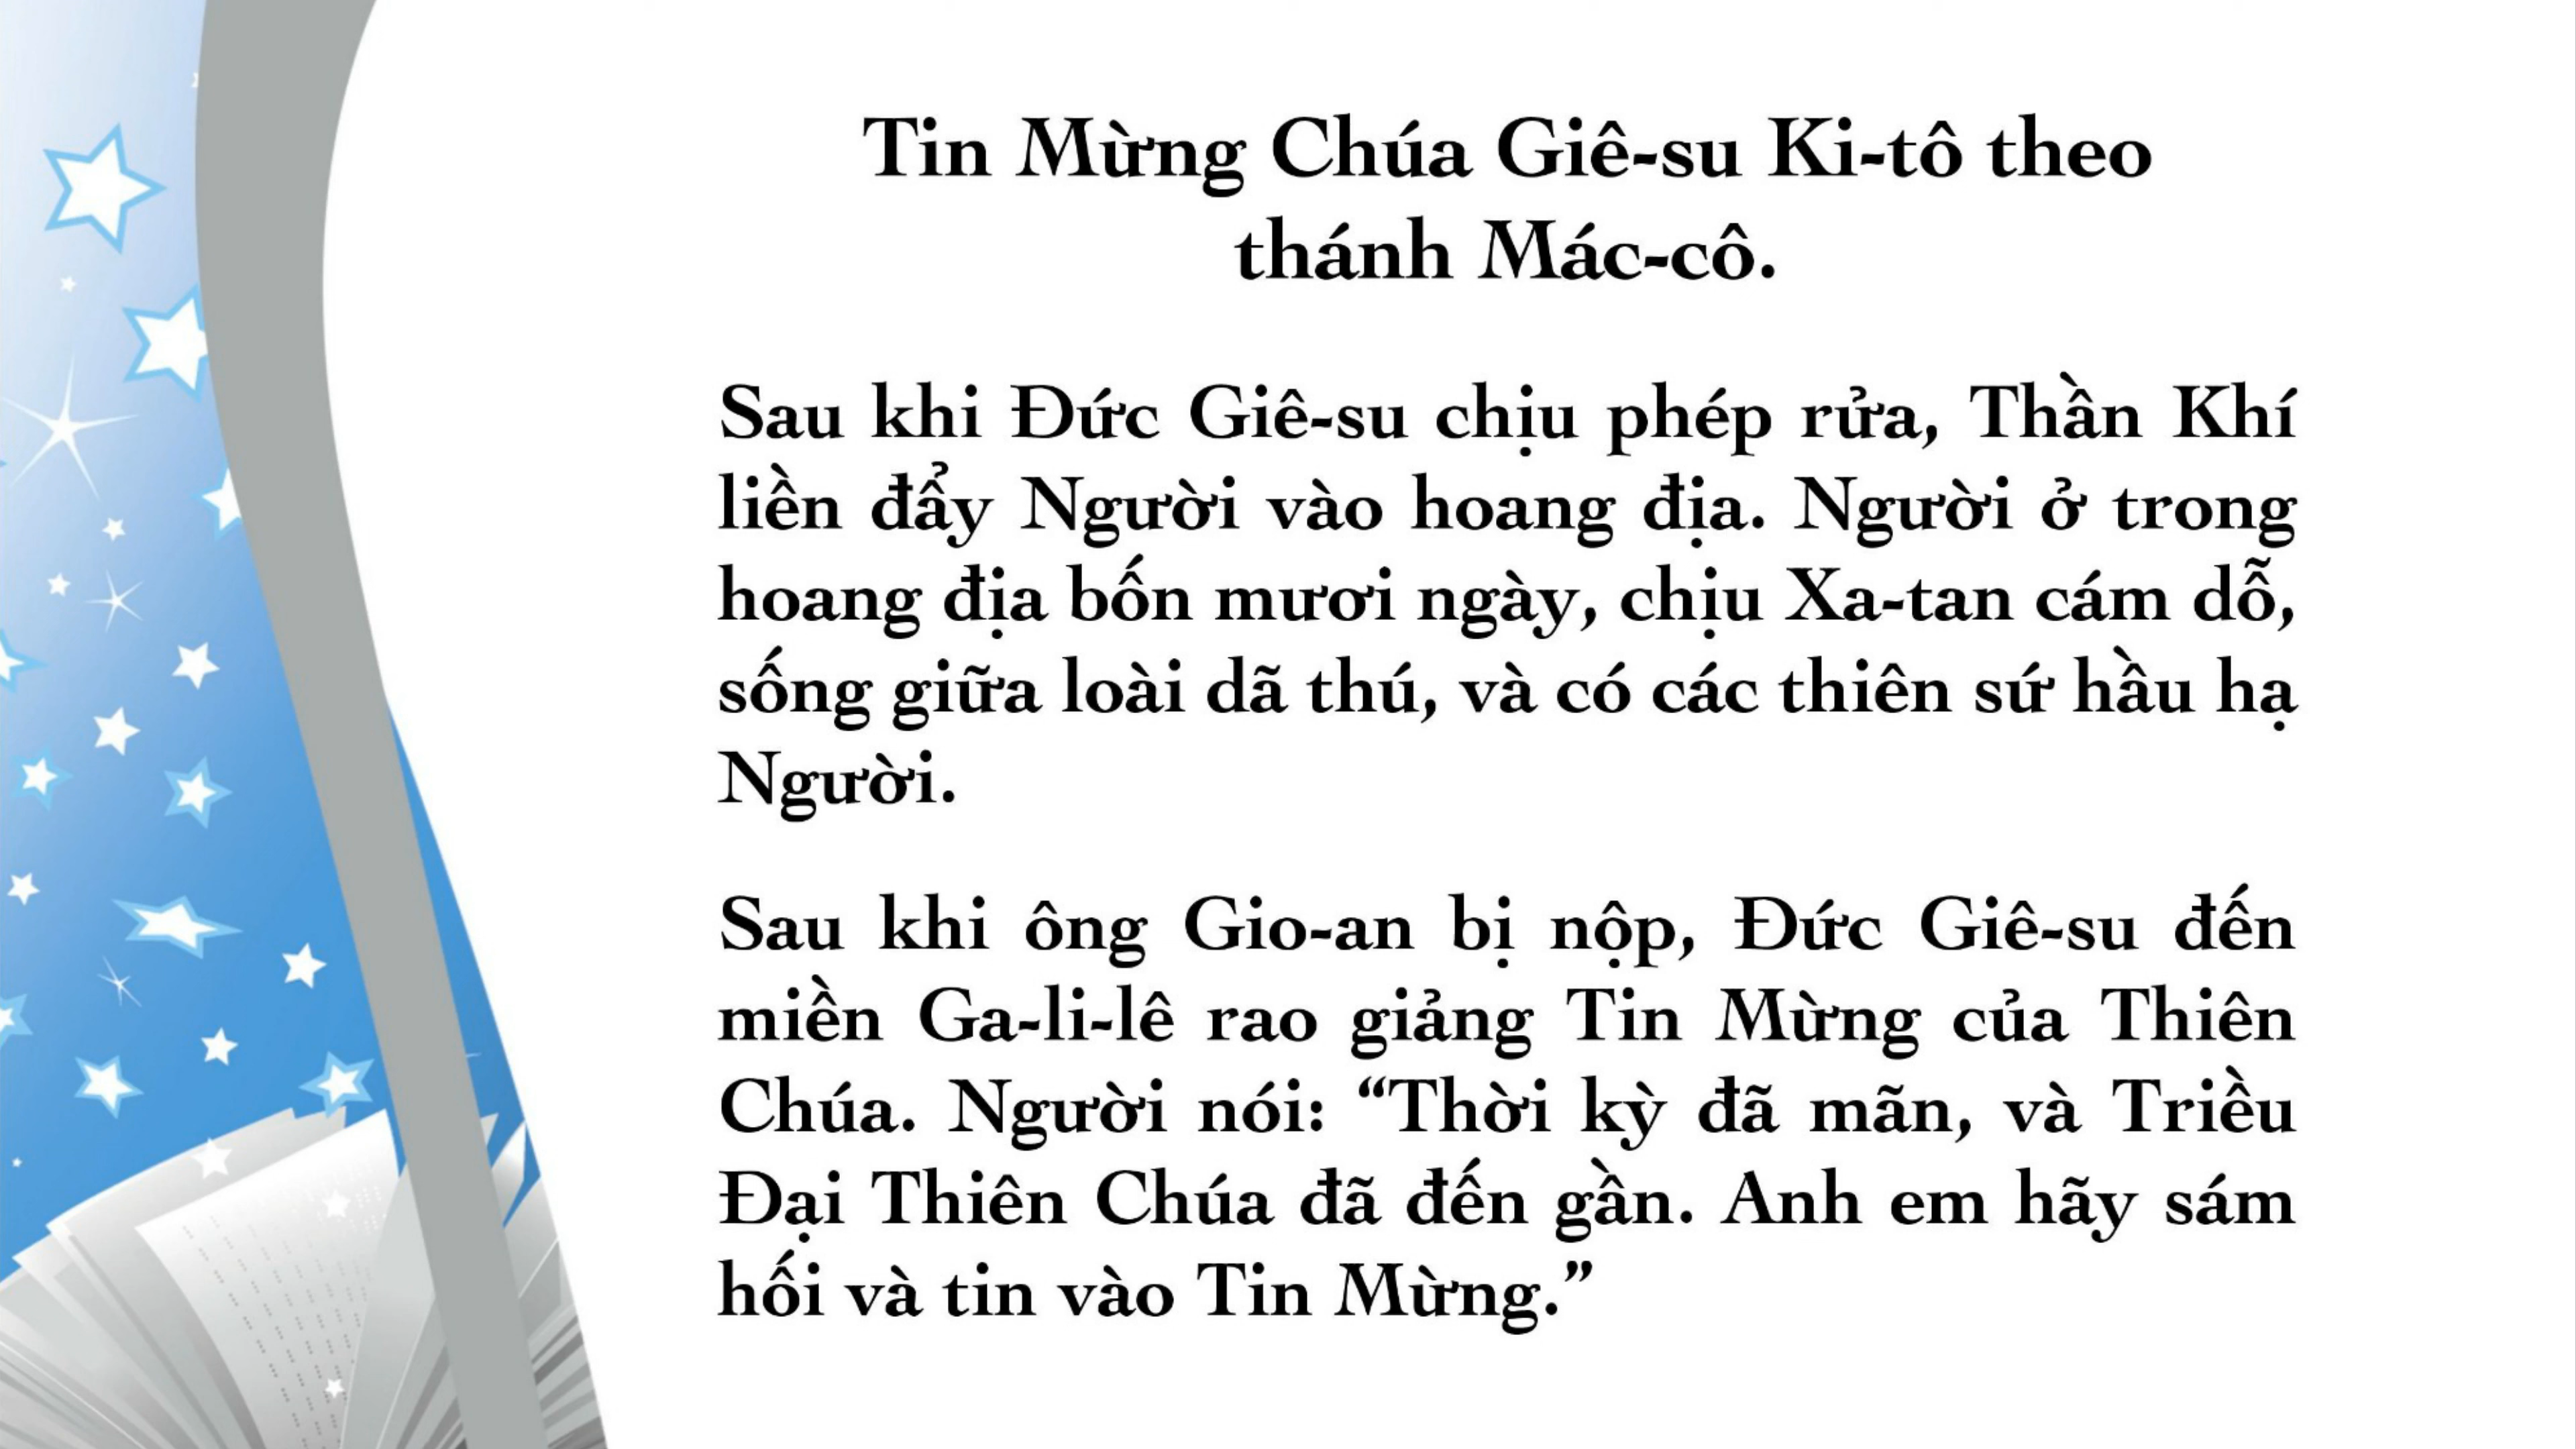 Tin Mừng Chúa Giê-su Ki-tô theo
thánh Mác-cô.
Sau khi Đức Giê-su chịu phép rửa, Thần Khí
liền đẩy Người vào hoang địa. Người ở trong
hoang địa bốn mươi ngày, chịu Xa-tan cám dỗ,
sống giữa loài dã thú, và có các thiên sứ hầu hạ
Người.
Sau khi ông Gio-an bị nộp, Đức Giê-su đến
miền Ga-li-lê rao giảng Tin Mừng của Thiên
Chúa. Người nói: “Thời kỳ đã mãn, và Triều
Đại Thiên Chúa đã đến gần. Anh em hãy sám
hối và tin vào Tin Mừng.”